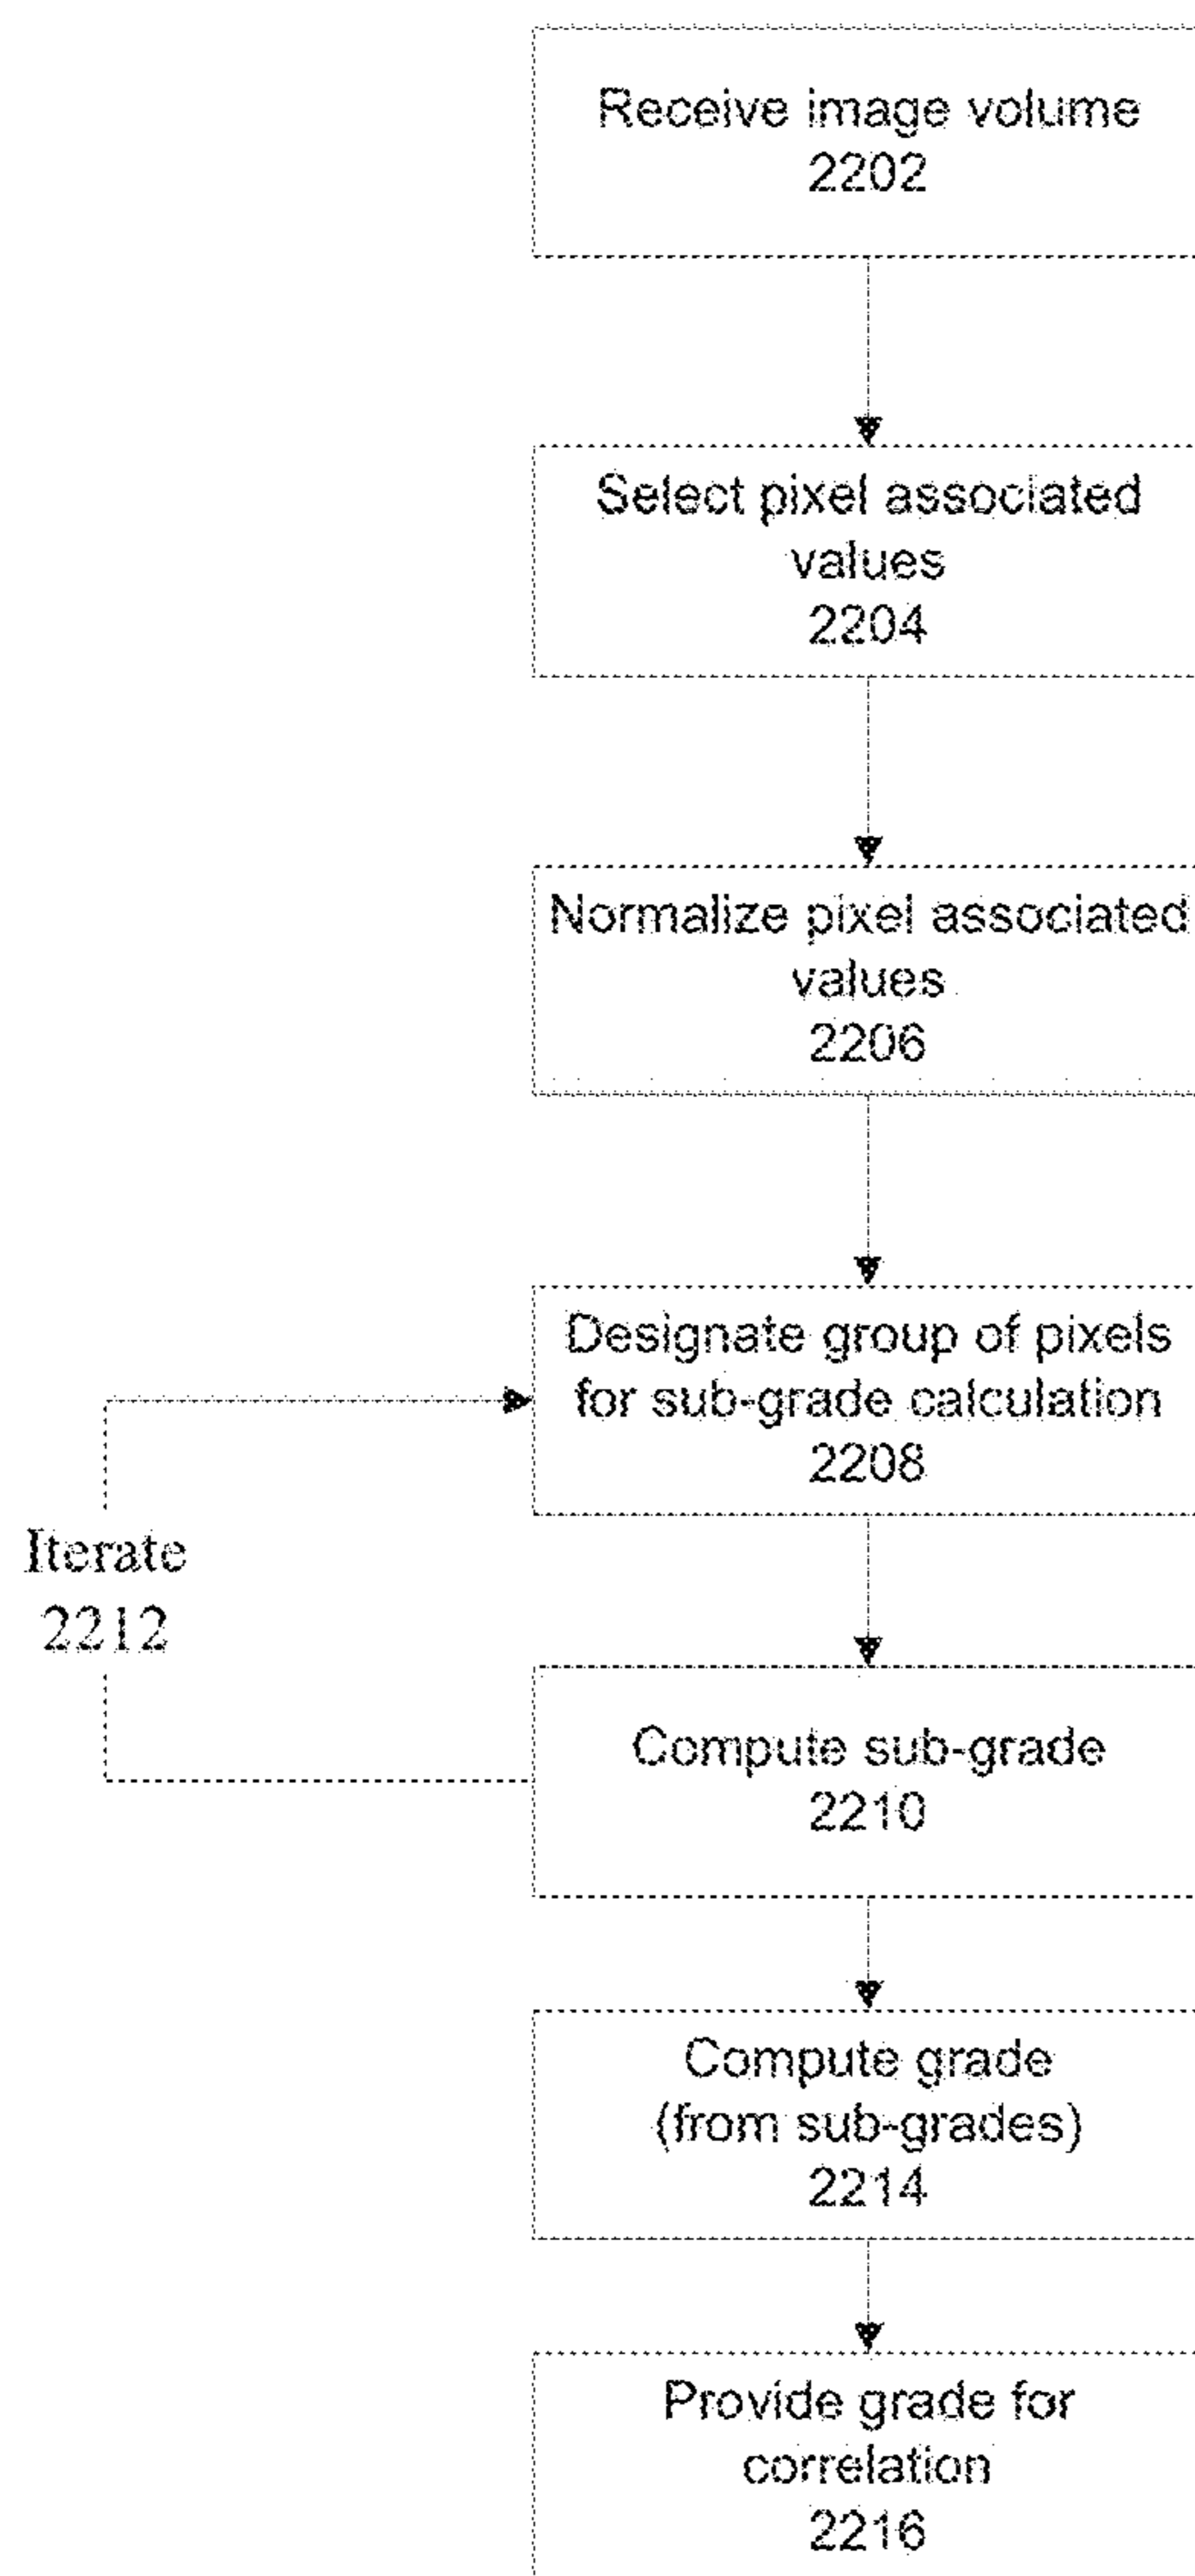 Receive image volume
2202
Select pixel associated
values
2204
Normalize pixel associated
values
2206
Designate group of pixels
for sub-grade calculation
2208
Iterate
2212
Compute sub-grade
2210
Compute grade
(from sub-grades)
2214
Provide grade for
correlation
2216